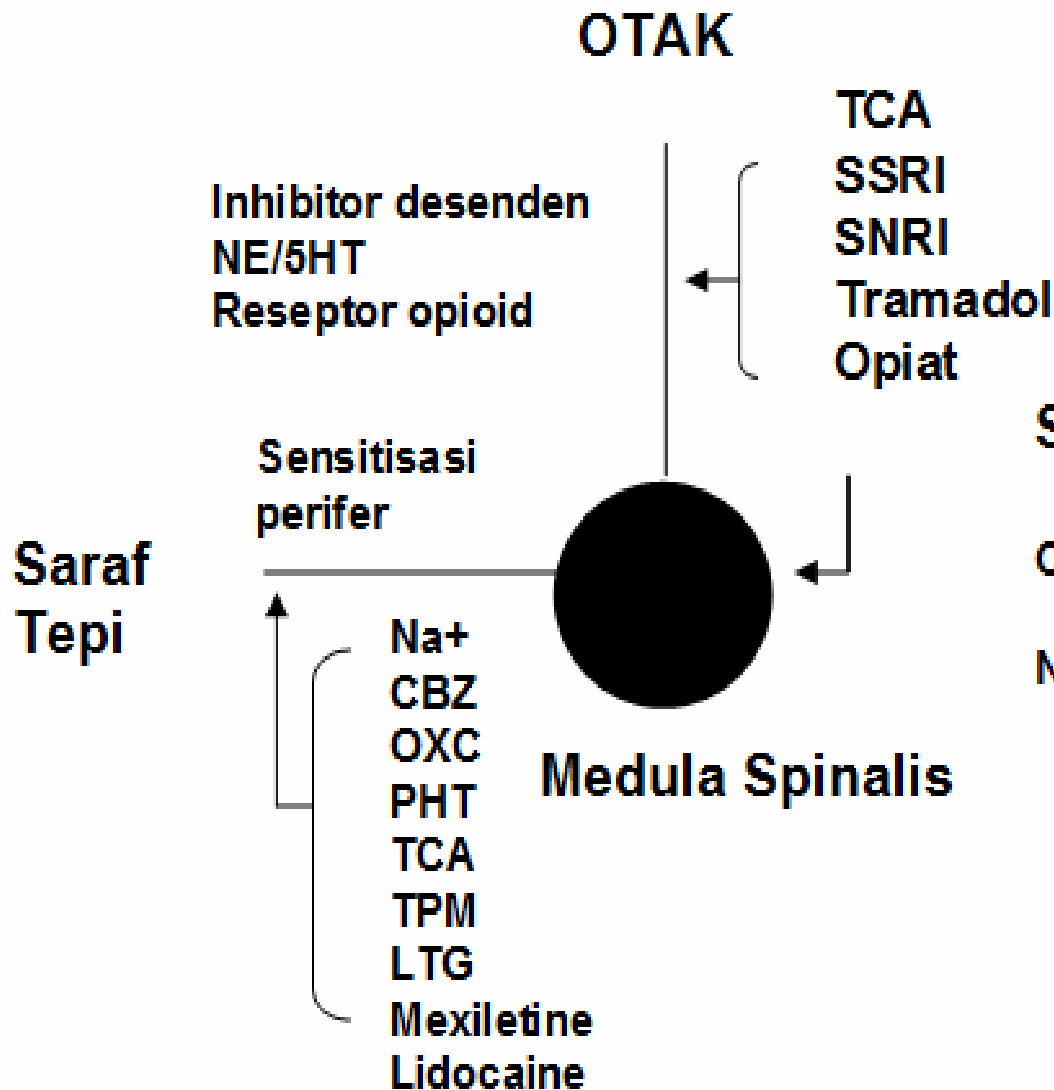 OTAK
TCA
SSRI
SNRI
Tramadol
Opiat
Inhibitor desenden
NE/5HT
Reseptor opioid
Sensitisasi
perifer
Saraf
Tepi
Na+
CBZ
OXC
PHT
TCA
TPM
LTG
Mexiletine
Lidocaine
Medula Spinalis